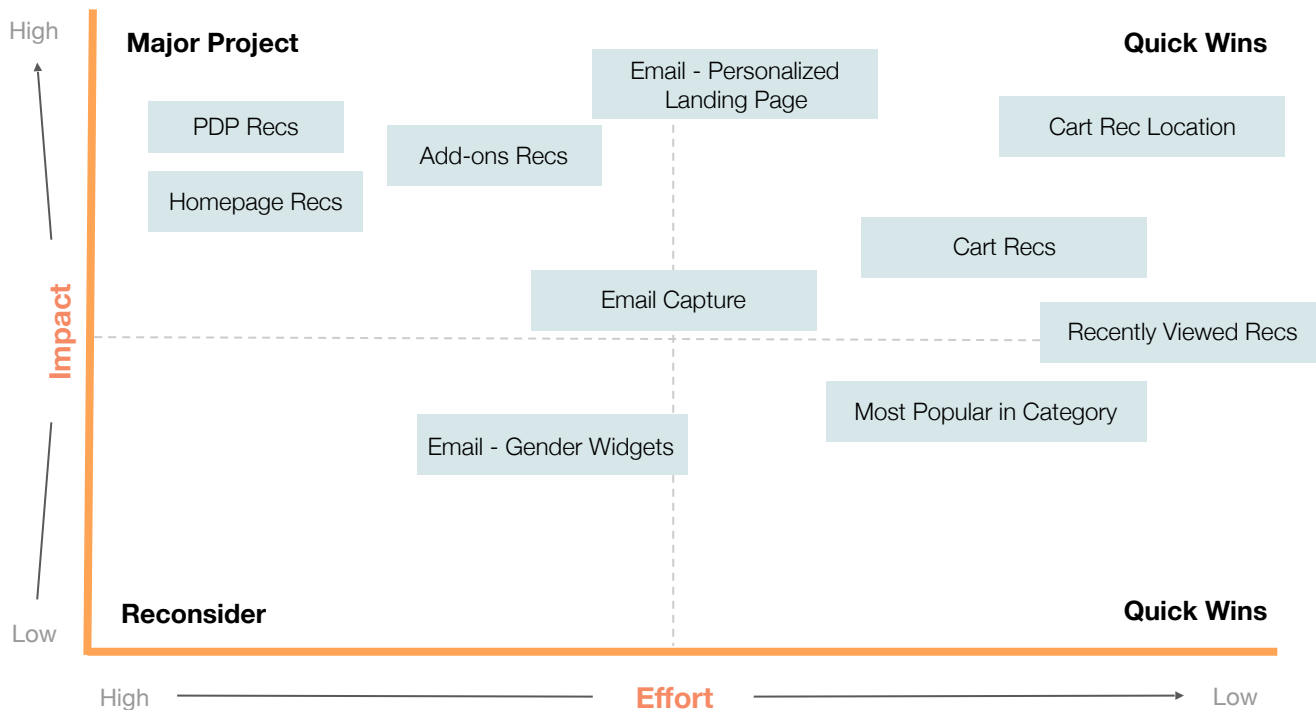 High
Major Project
Quick Wins
Email - Personalized
Landing Page
PDP Recs
Cart Rec Location
Add-ons Recs
Homepage Recs
Cart Recs
Impact
Email Capture
Recently Viewed Recs
Most Popular in Category
Email - Gender Widgets
Reconsider
Quick Wins
Low
High
Effort
Low